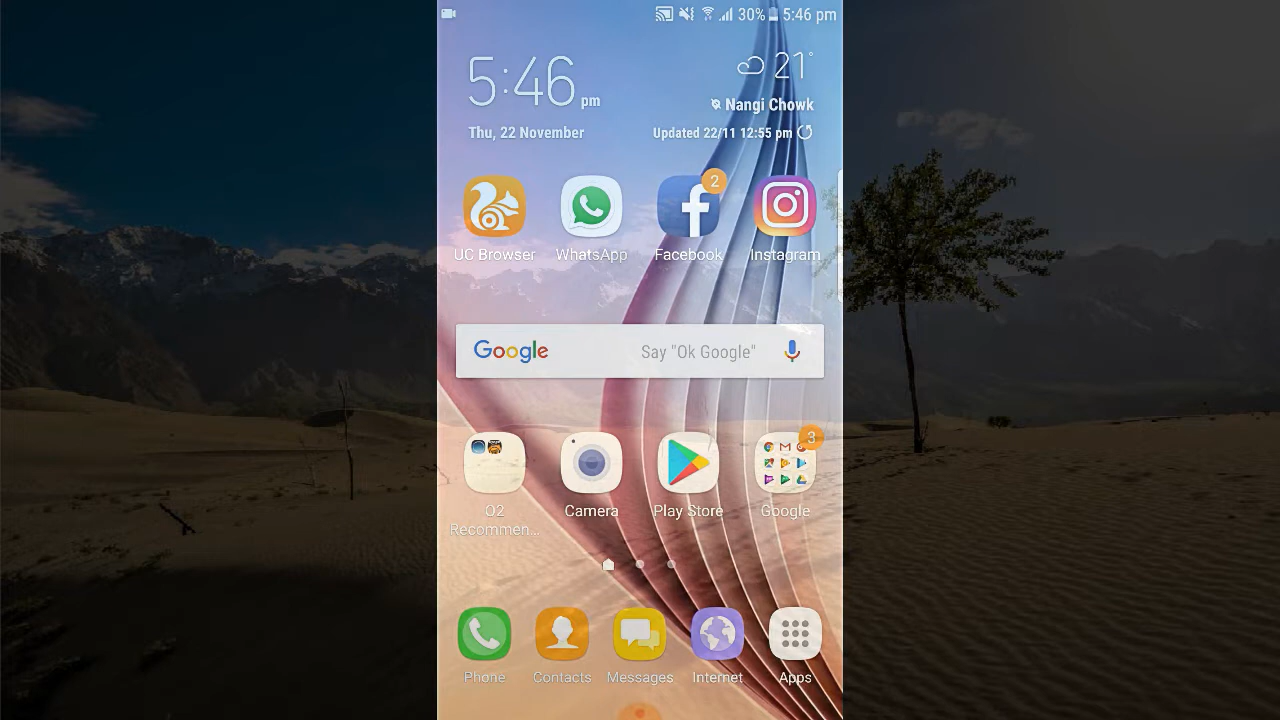 30% 5:46 pm
5:46 pm
21°
Nangi Chowk
Thu, 22 November
Updated 22/11 12:55 pm
2
UC Browser
WhatsApp
Facebook
Instagram
Google
Say "Ok Google"
3
O2
Recommen...
Camera
Play Store
Google
Phone
Contacts
Messages
Internet
Apps